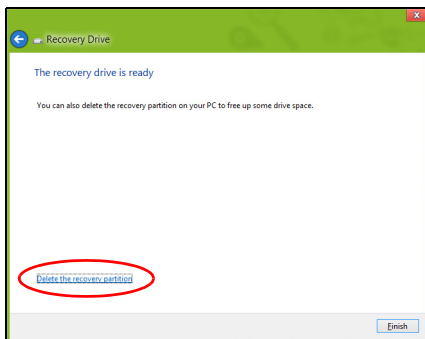 Recovery Drive
The recovery drive is ready
You can also delete the recovery partition on your PC to free up some drive space.
Delete the recovery partition
Finish